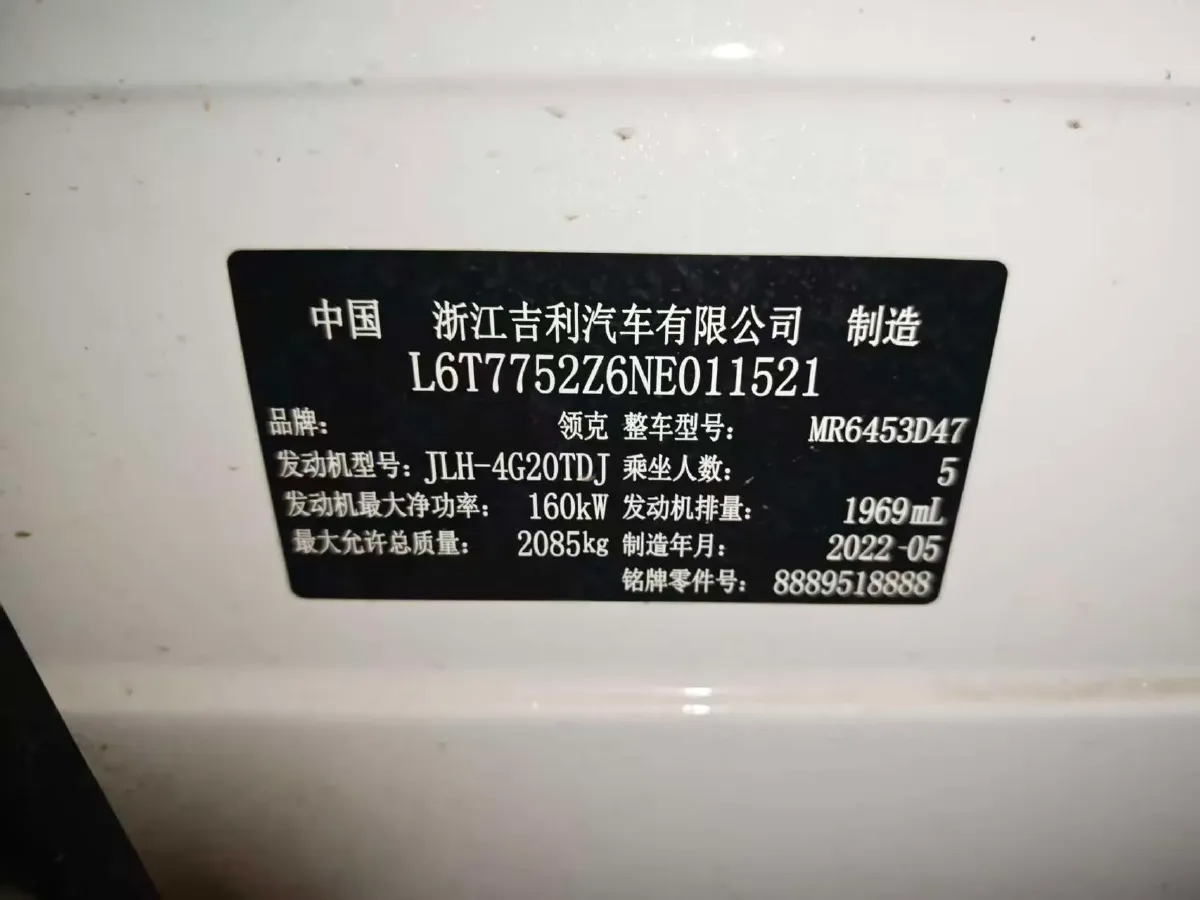 中国 浙江吉利汽车有限公司 制造
L6T7752Z6NE011521
品牌: 领克 整车型号: MR6453D47
发动机型号: JLH-4G20TDJ 乘坐人数: 5
发动机最大净功率: 160kW 发动机排量: 1969mL
最大允许总质量: 2085kg 制造年月: 2022-05
铭牌零件号: 8889518888